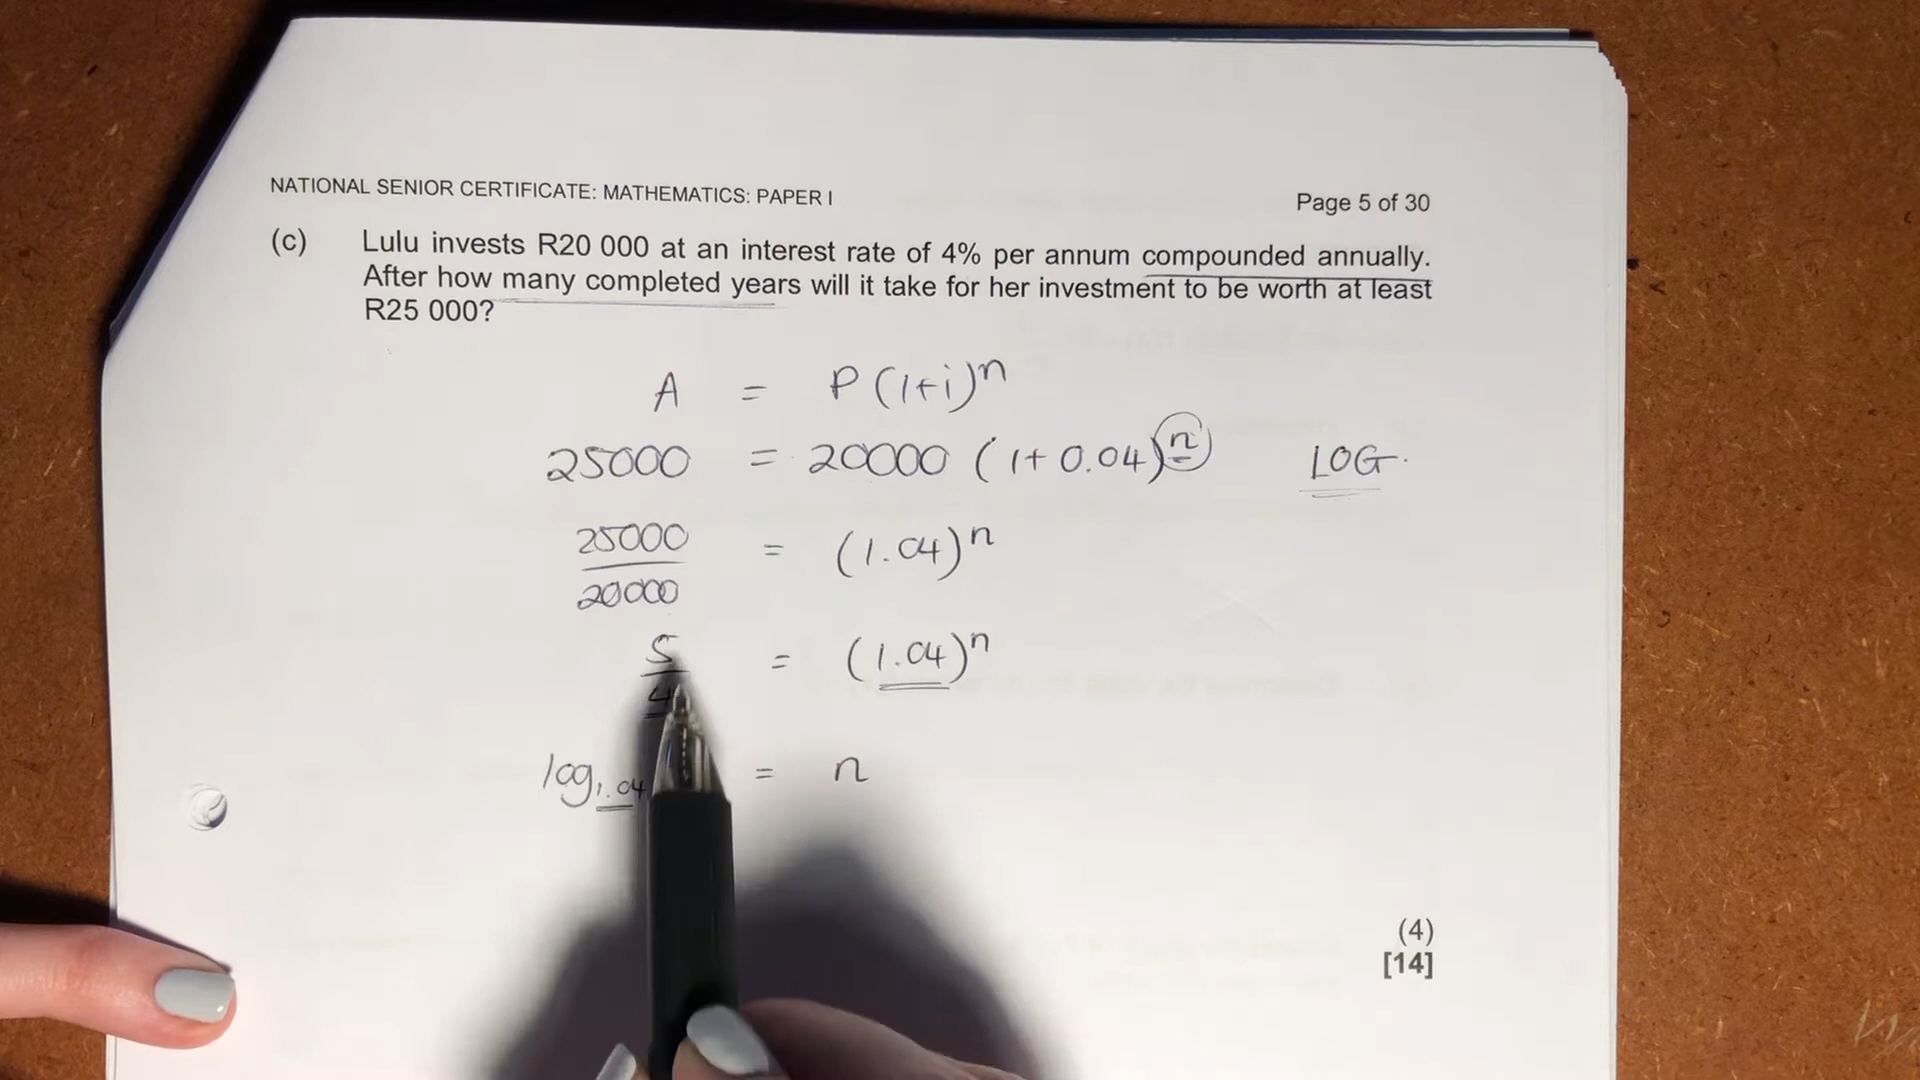 NATIONAL SENIOR CERTIFICATE: MATHEMATICS: PAPER I
Page 5 of 30
(c) Lulu invests R20 000 at an interest rate of 4% per annum compounded annually.
After how many completed years will it take for her investment to be worth at least
R25 000?
A = P(1+i)^n
25000 = 20000 (1+0.04)^n LOG.
25000/20000 = (1.04)^n
5/4 = (1.04)^n
log_1.04 = n
(4)
[14]